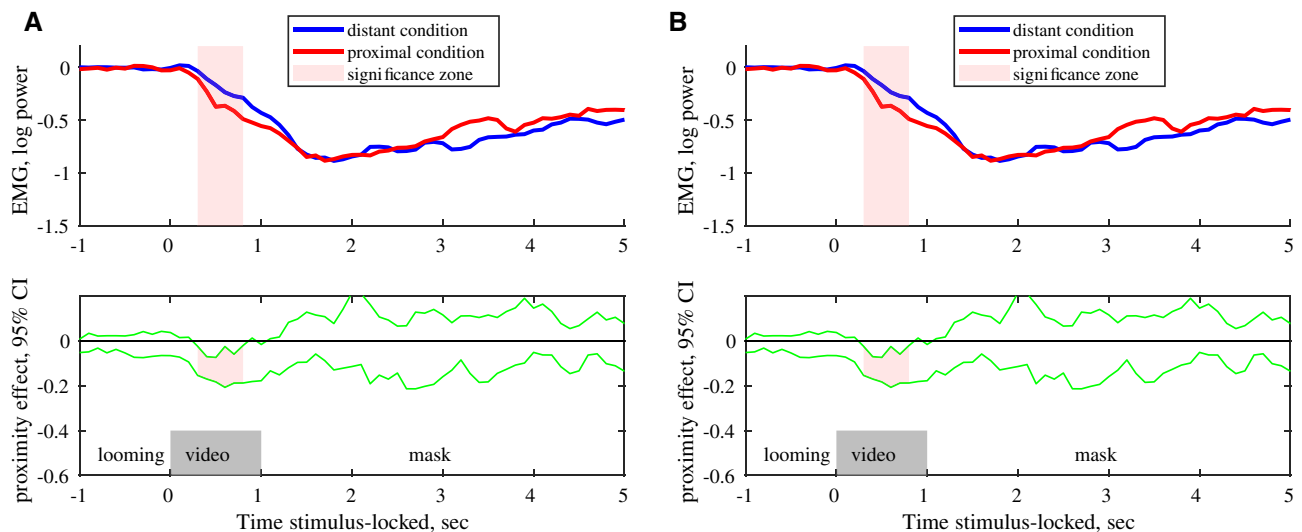 A
distant condition
proximal condition
significance zone
EMG, log power
0
-0.5
-1
-1.5
-1 0 1 2 3 4 5
proximity effect, 95% CI
0
-0.2
-0.4
-0.6
looming video mask
-1 0 1 2 3 4 5
Time stimulus-locked, sec
B
distant condition
proximal condition
significance zone
EMG, log power
0
-0.5
-1
-1.5
-1 0 1 2 3 4 5
proximity effect, 95% CI
0
-0.2
-0.4
-0.6
looming video mask
-1 0 1 2 3 4 5
Time stimulus-locked, sec